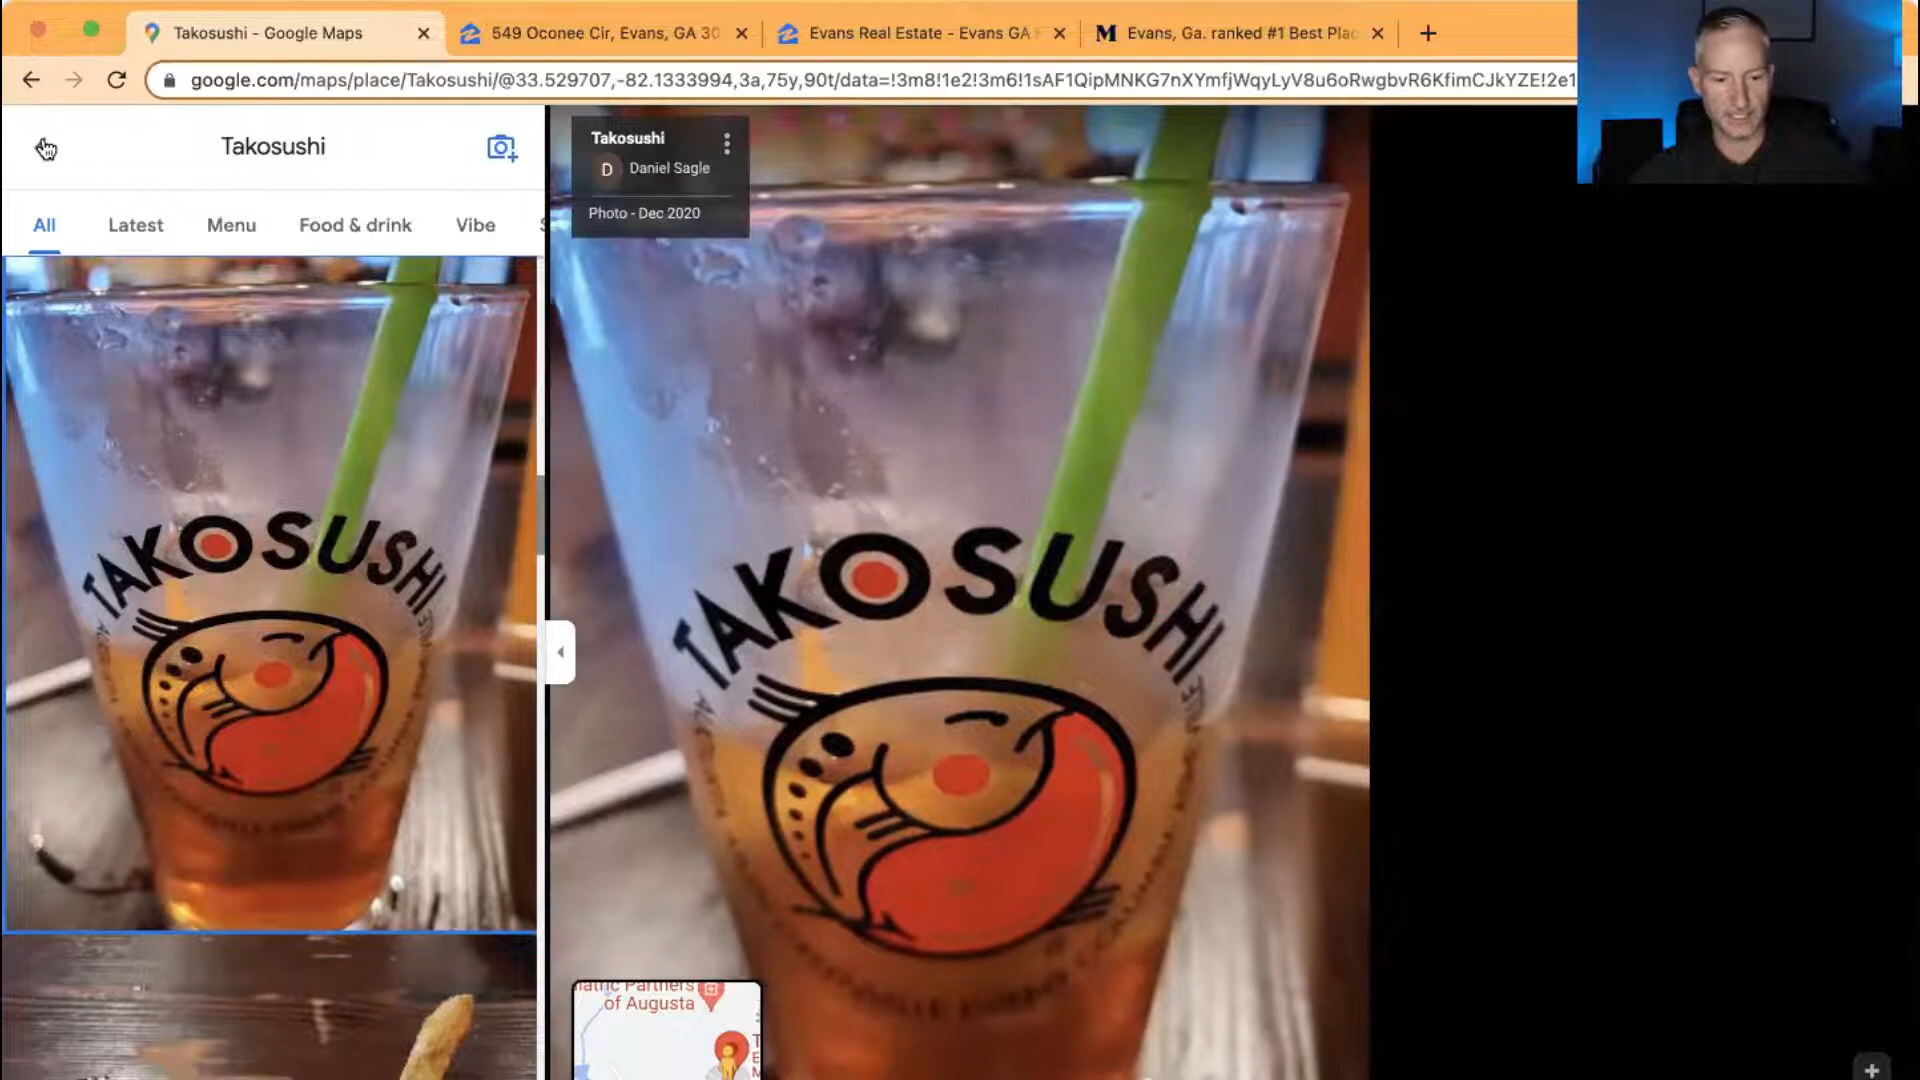 Takosushi - Google Maps
549 Oconee Cir, Evans, GA 30
Evans Real Estate - Evans GA
M Evans, Ga. ranked #1 Best Plac
google.com/maps/place/Takosushi/@33.529707,-82.1333994,3a,75y,90t/data=!3m8!1e2!3m6!1sAF1QipMNKG7nXYmfjWqyLyV8u6oRwgbvR6KfimCJkYZE!2e1
Takosushi
All Latest Menu Food & drink Vibe
Takosushi
D Daniel Sagle
Photo - Dec 2020
TAKOSUSHI
TAKOSUSHI
Partners
of Augusta